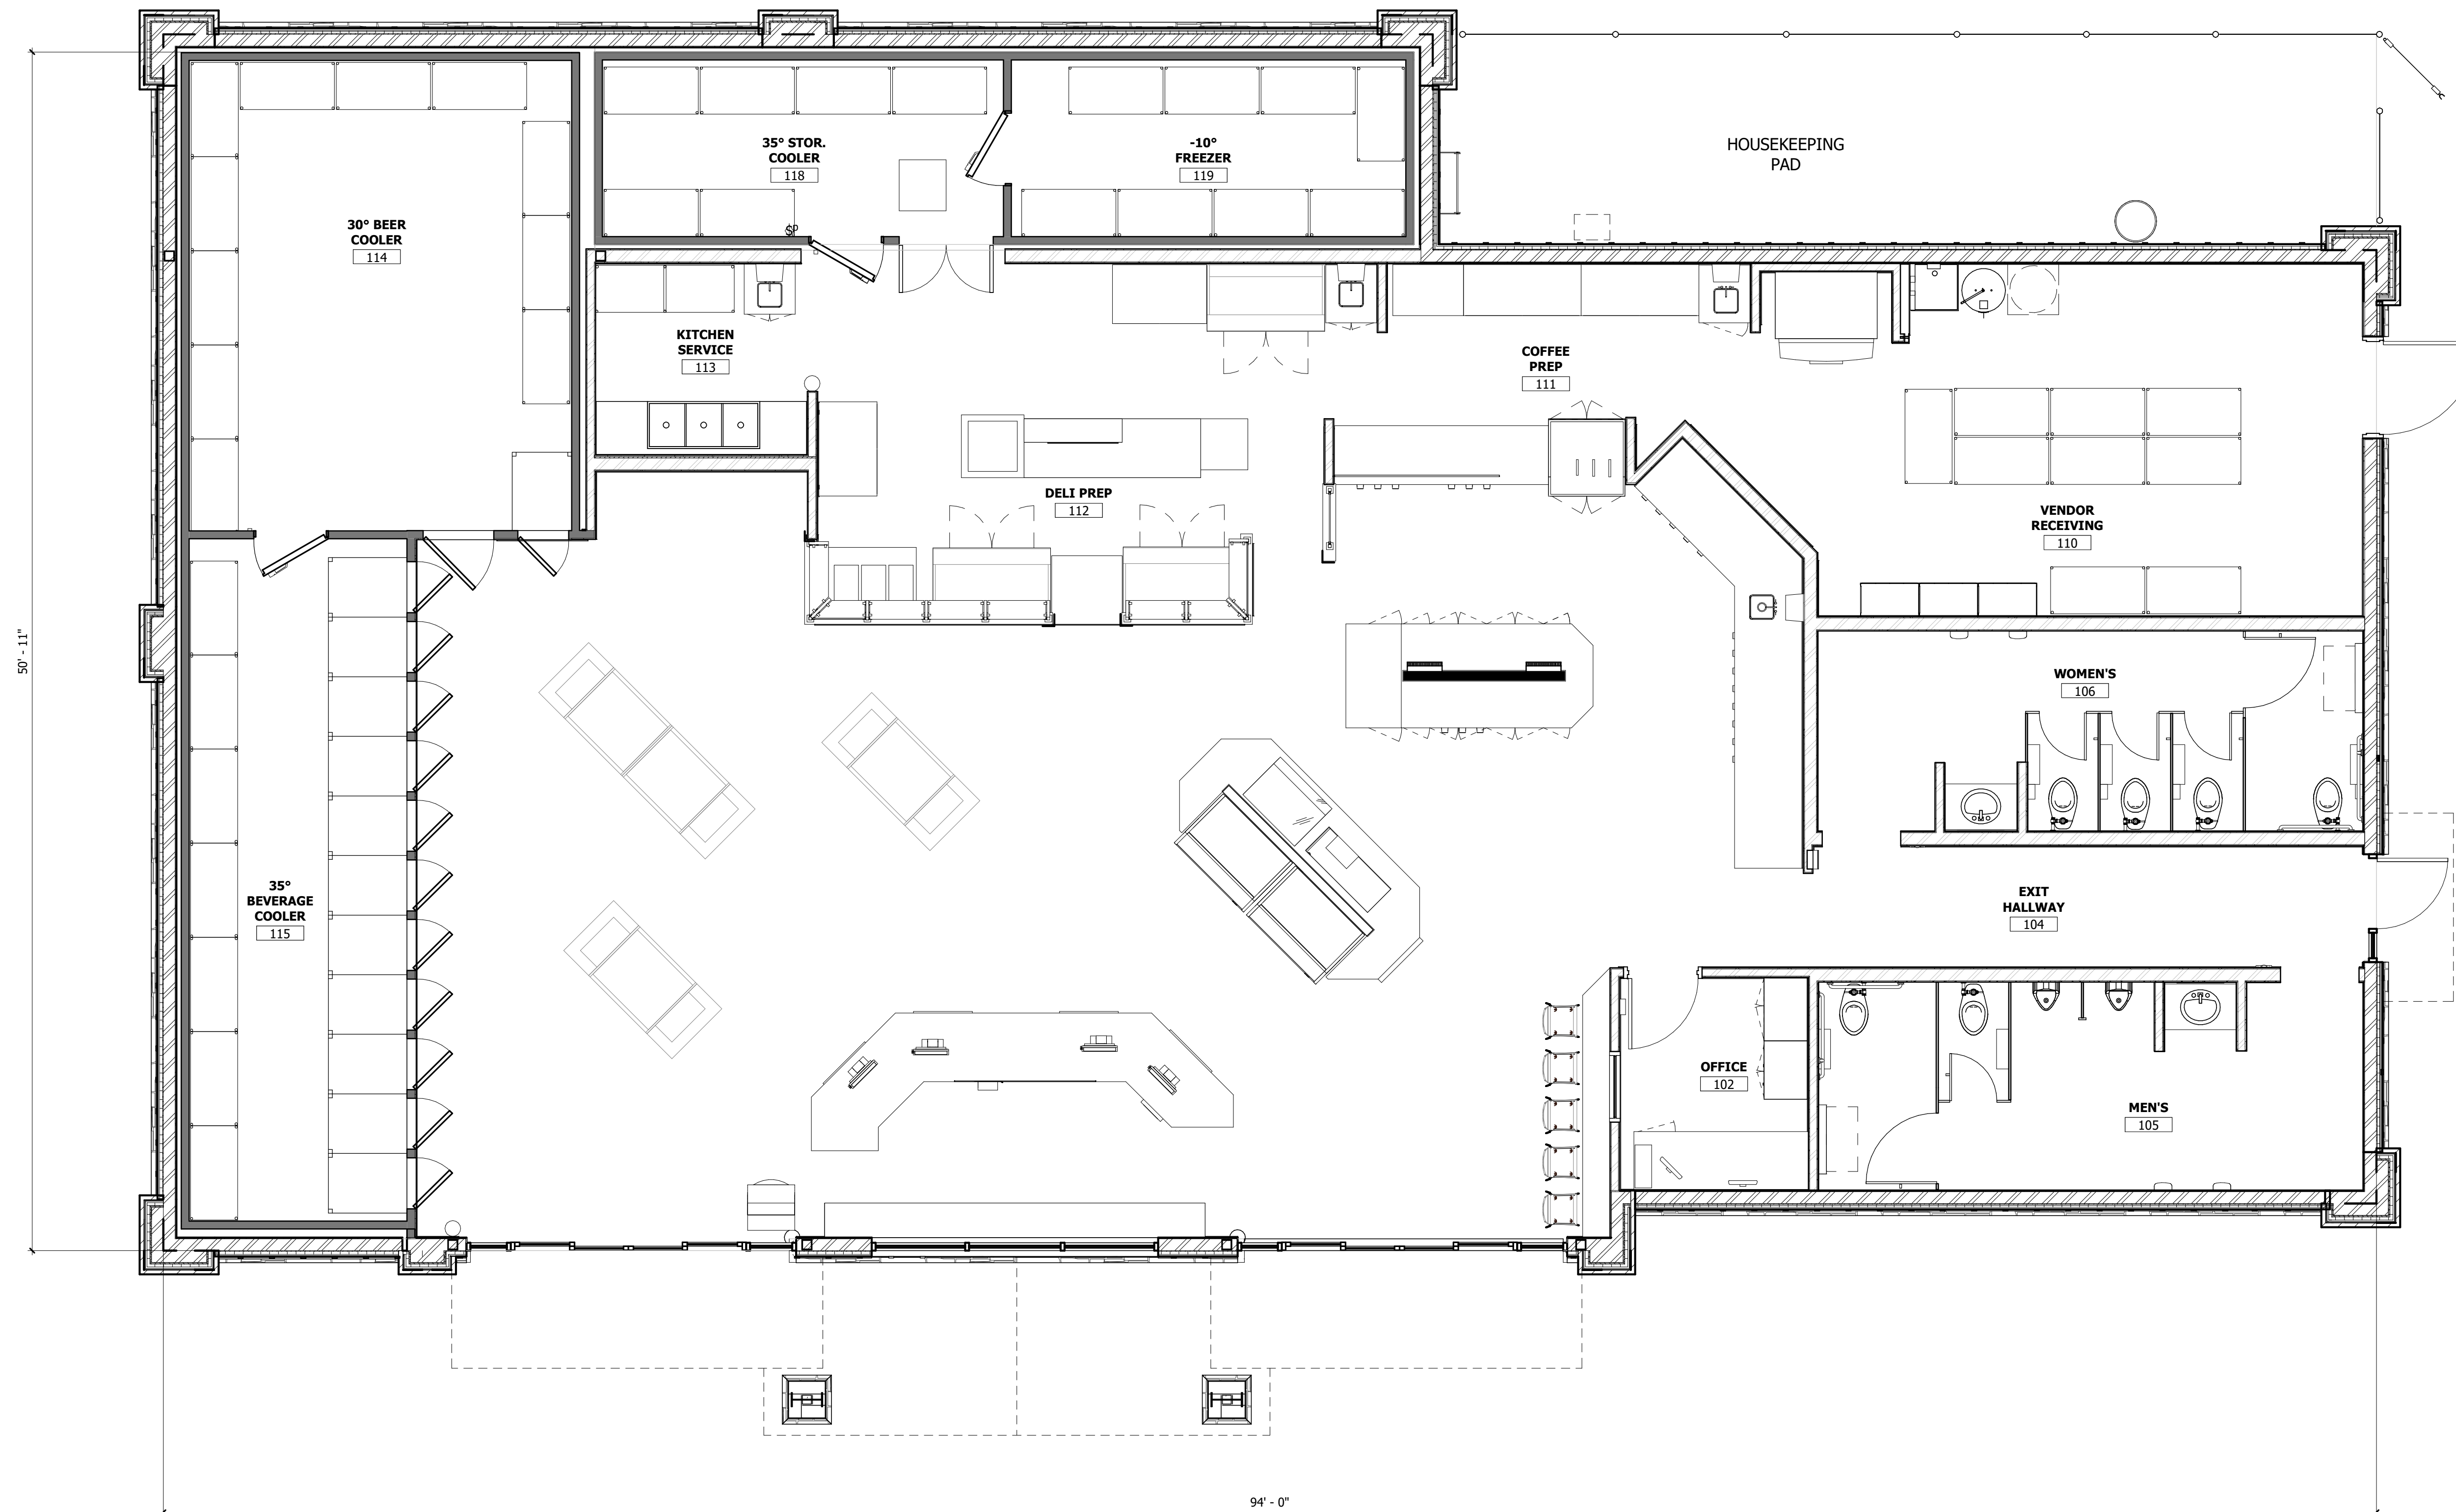 HOUSEKEEPING
PAD
35° STOR.
COOLER
118
-10°
FREEZER
119
30° BEER
COOLER
114
$P
KITCHEN
SERVICE
113
COFFEE
PREP
111
DELI PREP
112
VENDOR
RECEIVING
110
50' - 11"
WOMEN'S
106
35°
BEVERAGE
COOLER
115
EXIT
HALLWAY
104
OFFICE
102
MEN'S
105
94' - 0"